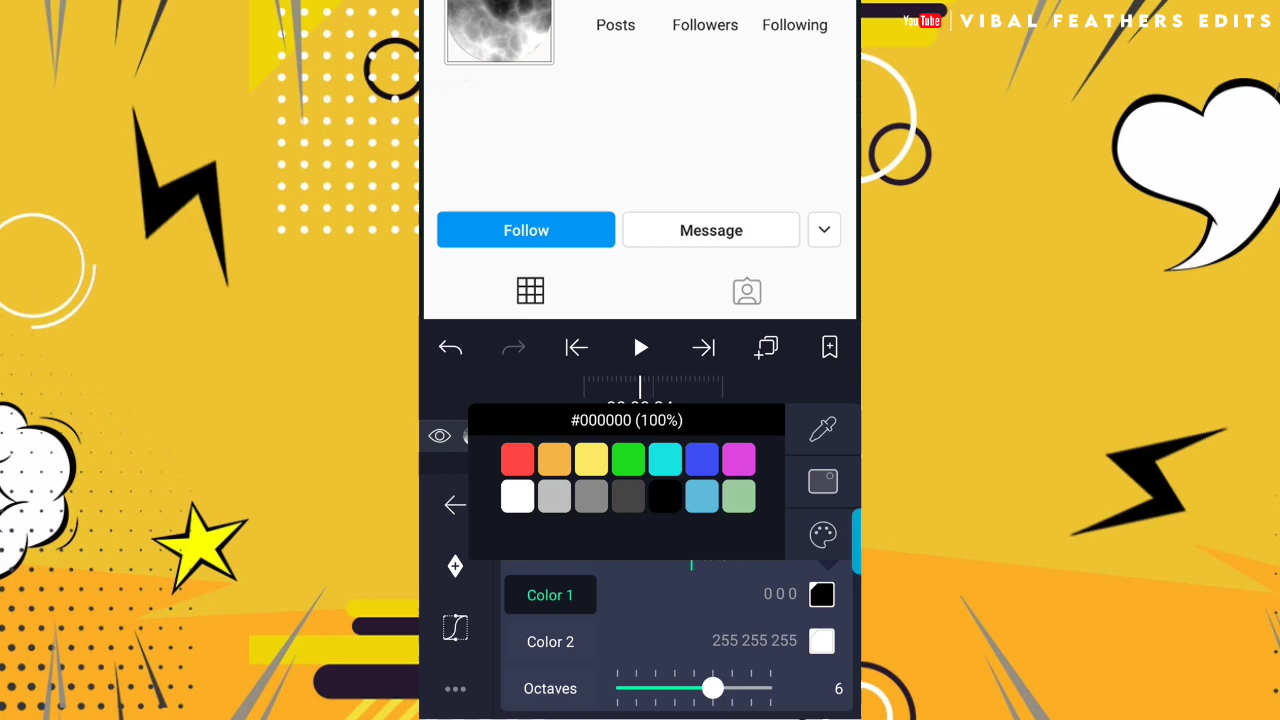 YouTube | VIBAL FEATHERS EDITS
Posts Followers Following
Follow Message
#000000 (100%)
Color 1 0 0 0
Color 2 255 255 255
Octaves 6